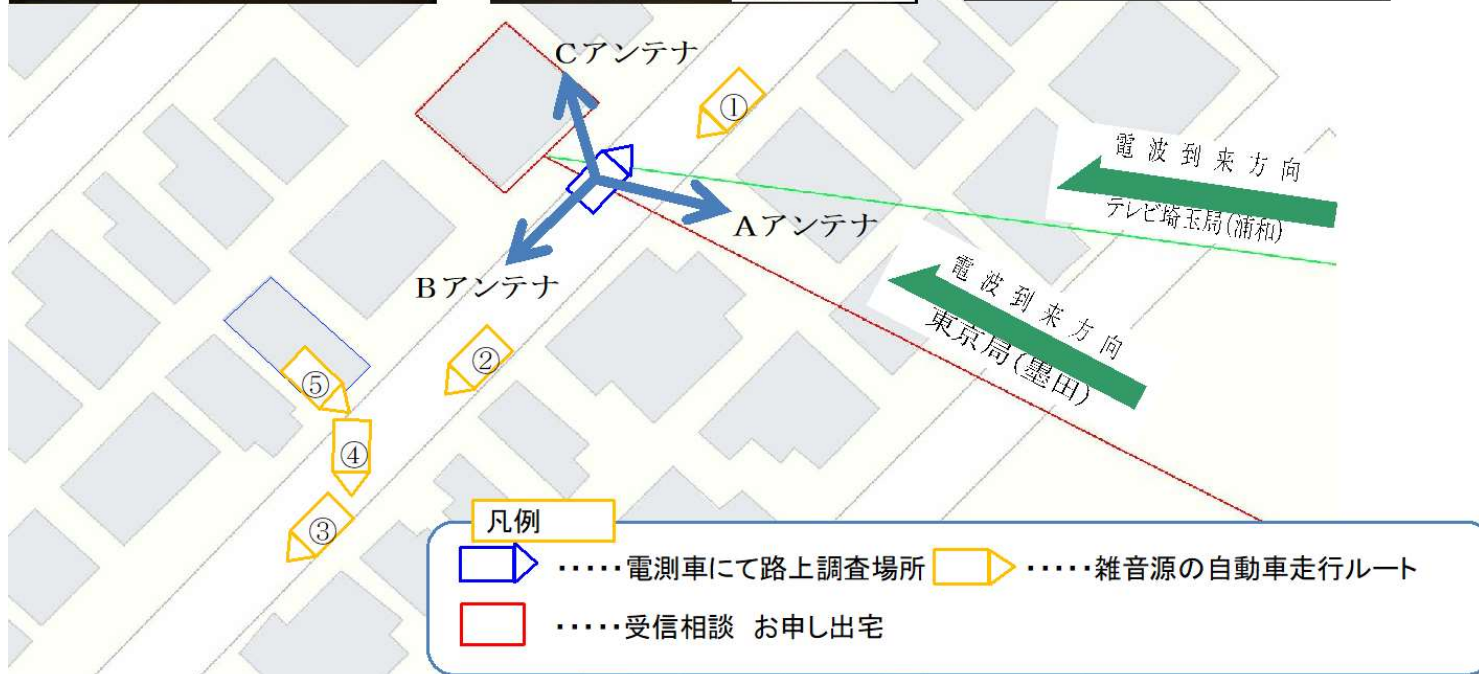 Cアンテナ
①
電波到来方向
テレビ埼玉局(浦和)
Aアンテナ
電波到来方向
東京局(墨田)
Bアンテナ
②
⑤
④
③
凡例
・・・・・電測車にて路上調査場所
・・・・・雑音源の自動車走行ルート
・・・・・受信相談 お申し出宅